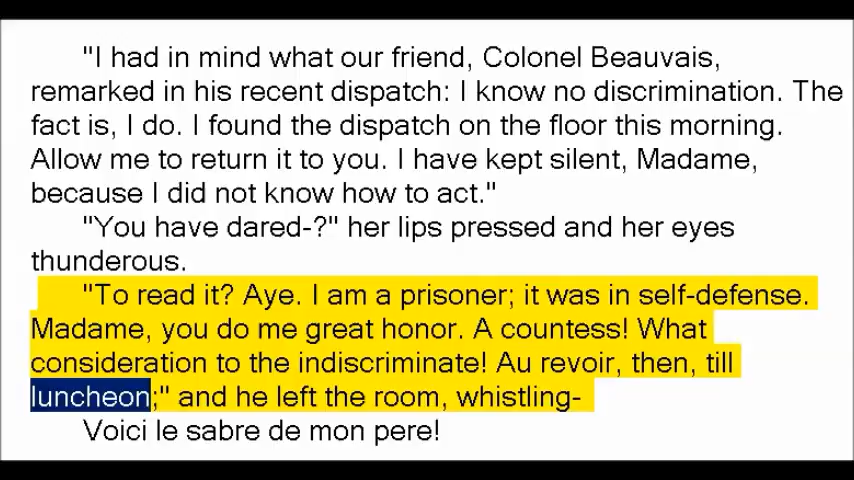 "I had in mind what our friend, Colonel Beauvais,
remarked in his recent dispatch: I know no discrimination. The
fact is, I do. I found the dispatch on the floor this morning.
Allow me to return it to you. I have kept silent, Madame,
because I did not know how to act."
"You have dared-?" her lips pressed and her eyes
thunderous.
"To read it? Aye. I am a prisoner; it was in self-defense.
Madame, you do me great honor. A countess! What
consideration to the indiscriminate! Au revoir, then, till
luncheon;" and he left the room, whistling-
Voici le sabre de mon pere!